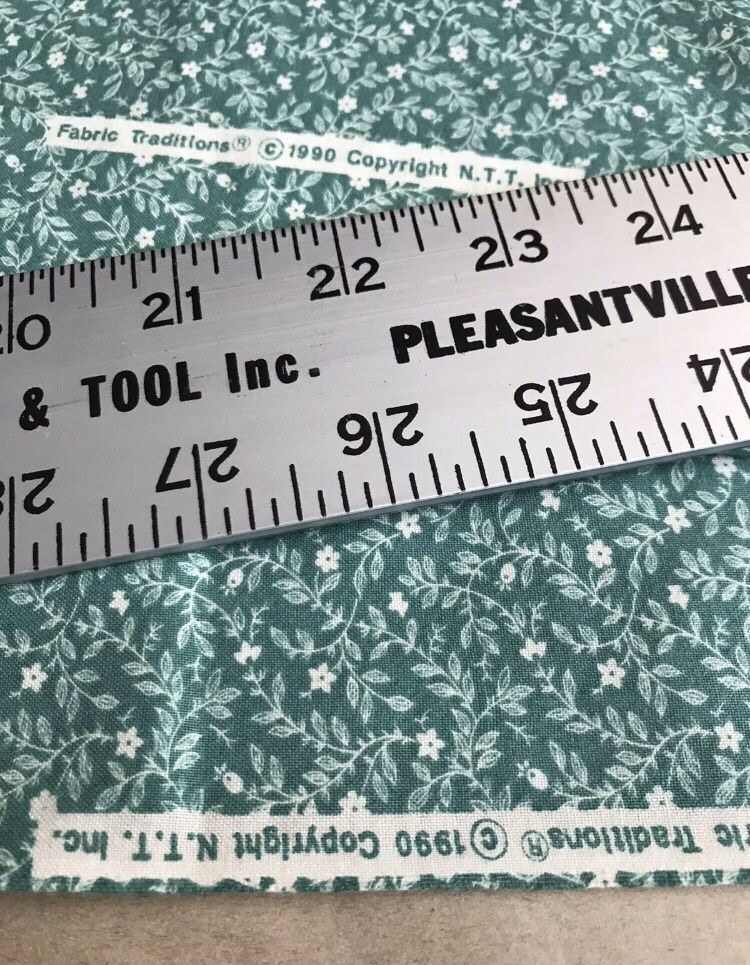 Fabric Traditions® © 1990 Copyright N.T.T. Inc.
20 21 22 23 24
& TOOL Inc. PLEASANTVILLE
28 27 26 25 24
Traditions® © 1990 Copyright N.T.T. Inc.